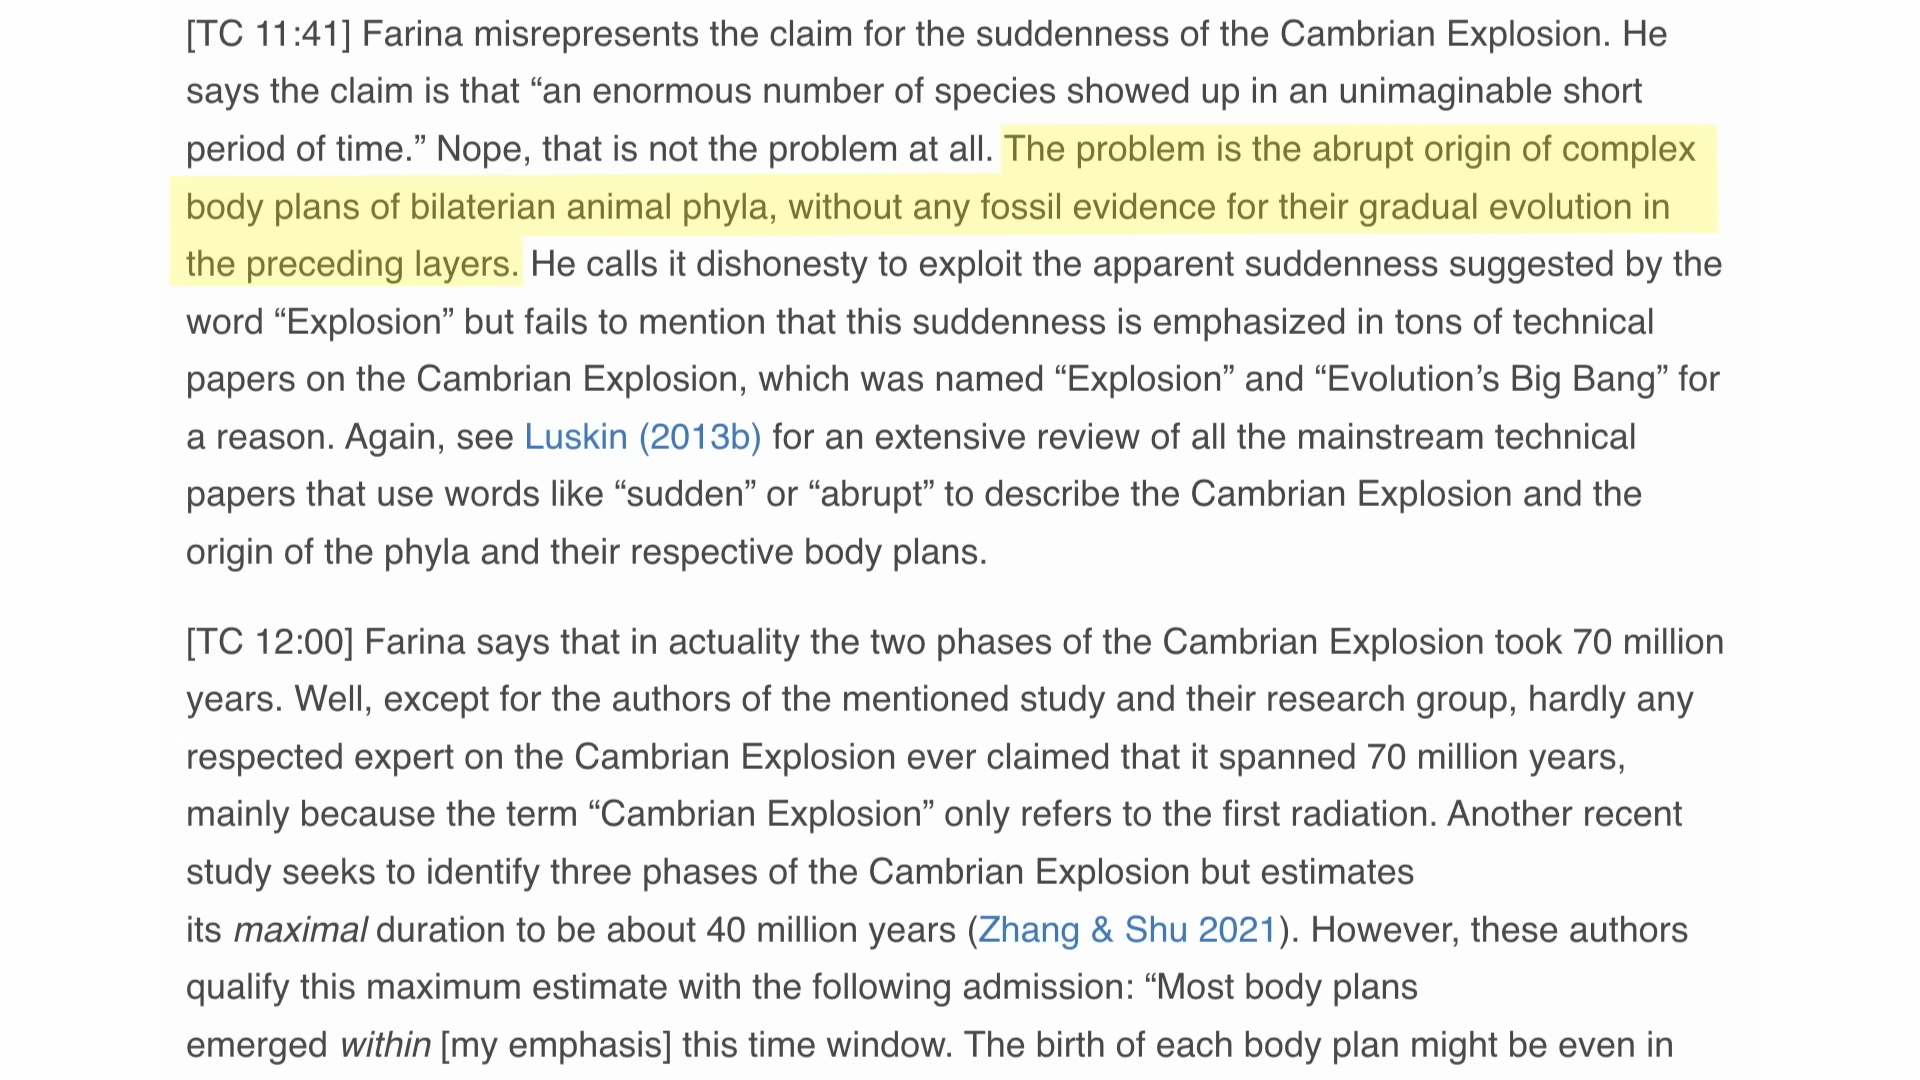 [TC 11:41] Farina misrepresents the claim for the suddenness of the Cambrian Explosion. He
says the claim is that “an enormous number of species showed up in an unimaginable short
period of time.” Nope, that is not the problem at all. The problem is the abrupt origin of complex
body plans of bilaterian animal phyla, without any fossil evidence for their gradual evolution in
the preceding layers. He calls it dishonesty to exploit the apparent suddenness suggested by the
word “Explosion” but fails to mention that this suddenness is emphasized in tons of technical
papers on the Cambrian Explosion, which was named “Explosion” and “Evolution’s Big Bang” for
a reason. Again, see Luskin (2013b) for an extensive review of all the mainstream technical
papers that use words like “sudden” or “abrupt” to describe the Cambrian Explosion and the
origin of the phyla and their respective body plans.
[TC 12:00] Farina says that in actuality the two phases of the Cambrian Explosion took 70 million
years. Well, except for the authors of the mentioned study and their research group, hardly any
respected expert on the Cambrian Explosion ever claimed that it spanned 70 million years,
mainly because the term “Cambrian Explosion” only refers to the first radiation. Another recent
study seeks to identify three phases of the Cambrian Explosion but estimates
its maximal duration to be about 40 million years (Zhang & Shu 2021). However, these authors
qualify this maximum estimate with the following admission: “Most body plans
emerged within [my emphasis] this time window. The birth of each body plan might be even in